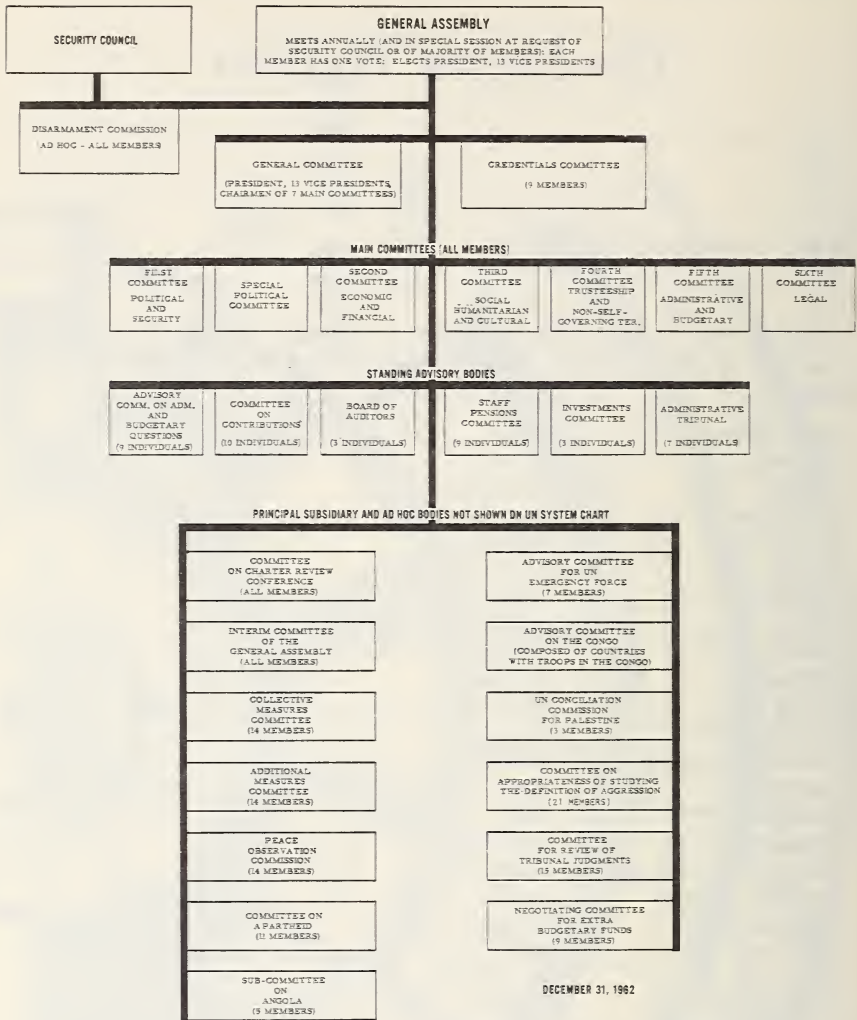 SECURITY COUNCIL
GENERAL ASSEMBLY
MEETS ANNUALLY (AND IN SPECIAL SESSION AT REQUEST OF
SECURITY COUNCIL OR OF MAJORITY OF MEMBERS): EACH
MEMBER HAS ONE VOTE: ELECTS PRESIDENT, 13 VICE PRESIDENTS
DISARMAMENT COMMISSION
(AD HOC - ALL MEMBERS)
GENERAL COMMITTEE
(PRESIDENT, 13 VICE PRESIDENTS,
CHAIRMEN OF 7 MAIN COMMITTEES)
CREDENTIALS COMMITTEE
(9 MEMBERS)
MAIN COMMITTEES (ALL MEMBERS)
FIRST
COMMITTEE
POLITICAL
AND
SECURITY
SPECIAL
POLITICAL
COMMITTEE
SECOND
COMMITTEE
ECONOMIC
AND
FINANCIAL
THIRD
COMMITTEE
SOCIAL
HUMANITARIAN
AND CULTURAL
FOURTH
COMMITTEE
TRUSTEESHIP
AND
NON-SELF-
GOVERNING TER.
FIFTH
COMMITTEE
ADMINISTRATIVE
AND
BUDGETARY
SIXTH
COMMITTEE
LEGAL
STANDING ADVISORY BODIES
ADVISORY
COMM. ON ADM.
AND
BUDGETARY
QUESTIONS
(9 INDIVIDUALS)
COMMITTEE
ON
CONTRIBUTIONS
(10 INDIVIDUALS)
BOARD OF
AUDITORS
(3 INDIVIDUALS)
STAFF
PENSIONS
COMMITTEE
(9 INDIVIDUALS)
INVESTMENTS
COMMITTEE
(3 INDIVIDUALS)
ADMINISTRATIVE
TRIBUNAL
(7 INDIVIDUALS)
PRINCIPAL SUBSIDIARY AND AD HOC BODIES NOT SHOWN ON UN SYSTEM CHART
COMMITTEE
ON CHARTER REVIEW
CONFERENCE
(ALL MEMBERS)
INTERIM COMMITTEE
OF THE
GENERAL ASSEMBLY
(ALL MEMBERS)
COLLECTIVE
MEASURES
COMMITTEE
(14 MEMBERS)
ADDITIONAL
MEASURES
COMMITTEE
(14 MEMBERS)
PEACE
OBSERVATION
COMMISSION
(14 MEMBERS)
COMMITTEE ON
APARTHEID
(11 MEMBERS)
SUB-COMMITTEE
ON
ANGOLA
(5 MEMBERS)
ADVISORY COMMITTEE
FOR UN
EMERGENCY FORCE
(7 MEMBERS)
ADVISORY COMMITTEE
ON THE CONGO
(COMPOSED OF COUNTRIES
WITH TROOPS IN THE CONGO)
UN CONCILIATION
COMMISSION
FOR PALESTINE
(3 MEMBERS)
COMMITTEE ON
APPROPRIATENESS OF STUDYING
THE DEFINITION OF AGGRESSION
(21 MEMBERS)
COMMITTEE
FOR REVIEW OF
TRIBUNAL JUDGMENTS
(15 MEMBERS)
NEGOTIATING COMMITTEE
FOR EXTRA
BUDGETARY FUNDS
(9 MEMBERS)
DECEMBER 31, 1962